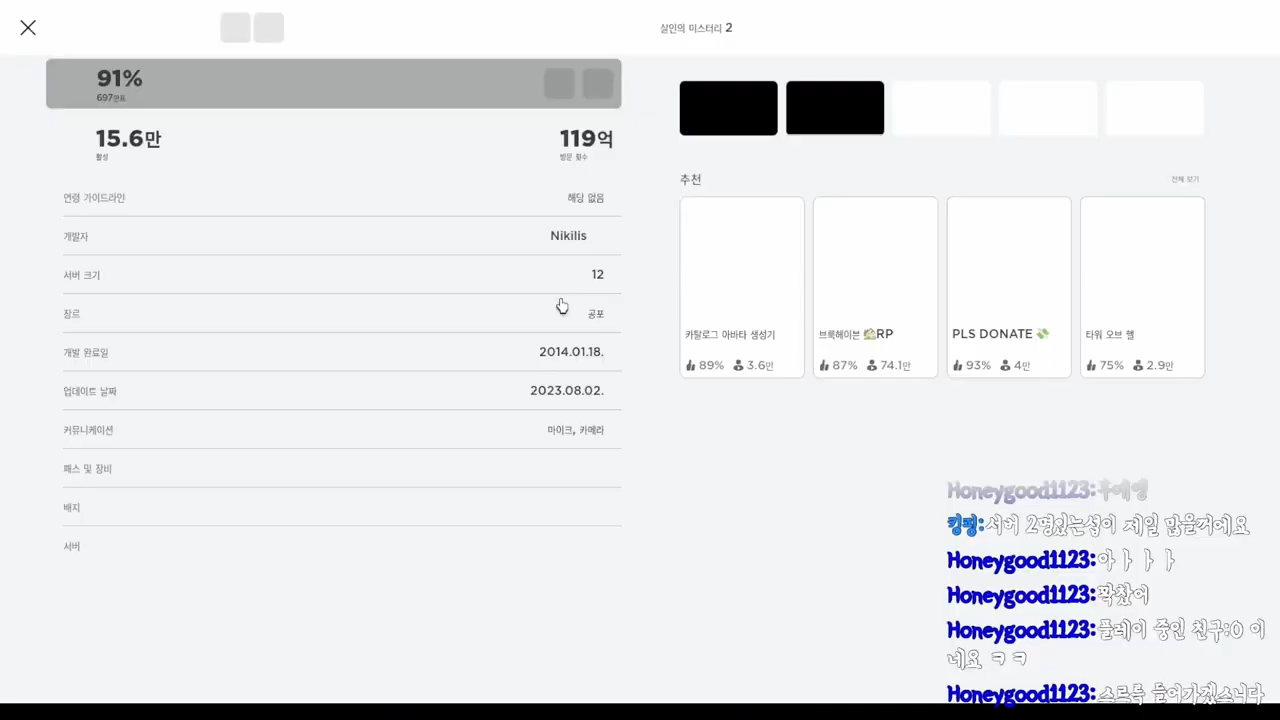 살인의 미스터리 2
91%
697만표
15.6만
활성
119억
방문 횟수
연령 가이드라인
해당 없음
개발자
Nikilis
서버 크기
12
장르
공포
개발 완료일
2014.01.18.
업데이트 날짜
2023.08.02.
커뮤니케이션
마이크, 카메라
패스 및 장비
배지
서버
추천
전체 보기
카탈로그 아바타 생성기
89% 3.6만
브룩헤이븐 🏡RP
87% 74.1만
PLS DONATE 💸
93% 4만
타워 오브 헬
75% 2.9만
Honeygood1123:우에엥
킹핑:서버 2명있는섭이 제일 많을꺼에요
Honeygood1123:아ㅏㅏㅏ
Honeygood1123:꽉찼어
Honeygood1123:플레이 중인 친구:0 이
네요 ㅋㅋ
Honeygood1123:스르륵 들어가겠스니다